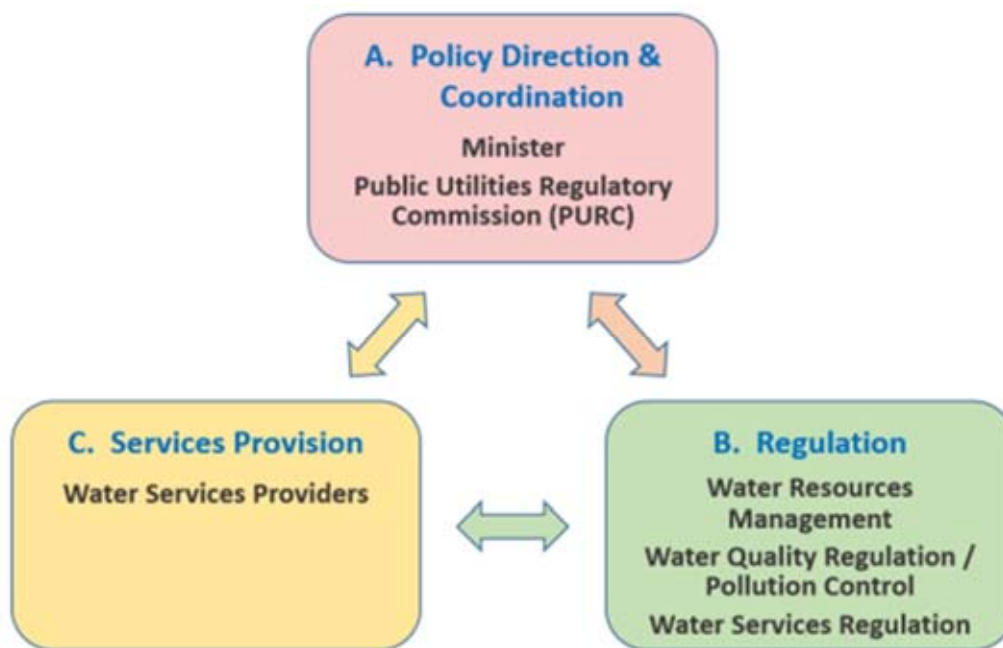 A. Policy Direction &
Coordination
Minister
Public Utilities Regulatory
Commission (PURC)
C. Services Provision
Water Services Providers
B. Regulation
Water Resources
Management
Water Quality Regulation /
Pollution Control
Water Services Regulation